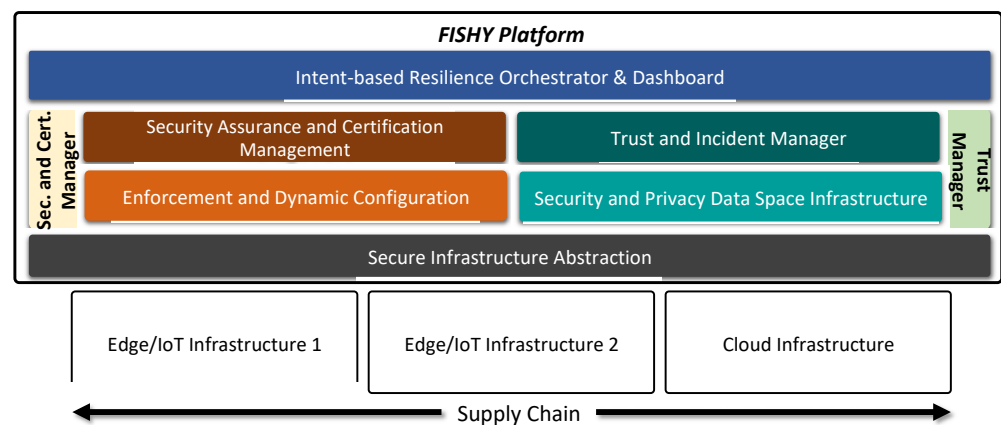 FISHY Platform
Intent-based Resilience Orchestrator & Dashboard
Sec. and Cert.
Manager
Security Assurance and Certification
Management
Trust and Incident Manager
Enforcement and Dynamic Configuration
Security and Privacy Data Space Infrastructure
Trust
Manager
Secure Infrastructure Abstraction
Edge/IoT Infrastructure 1
Edge/IoT Infrastructure 2
Cloud Infrastructure
Supply Chain